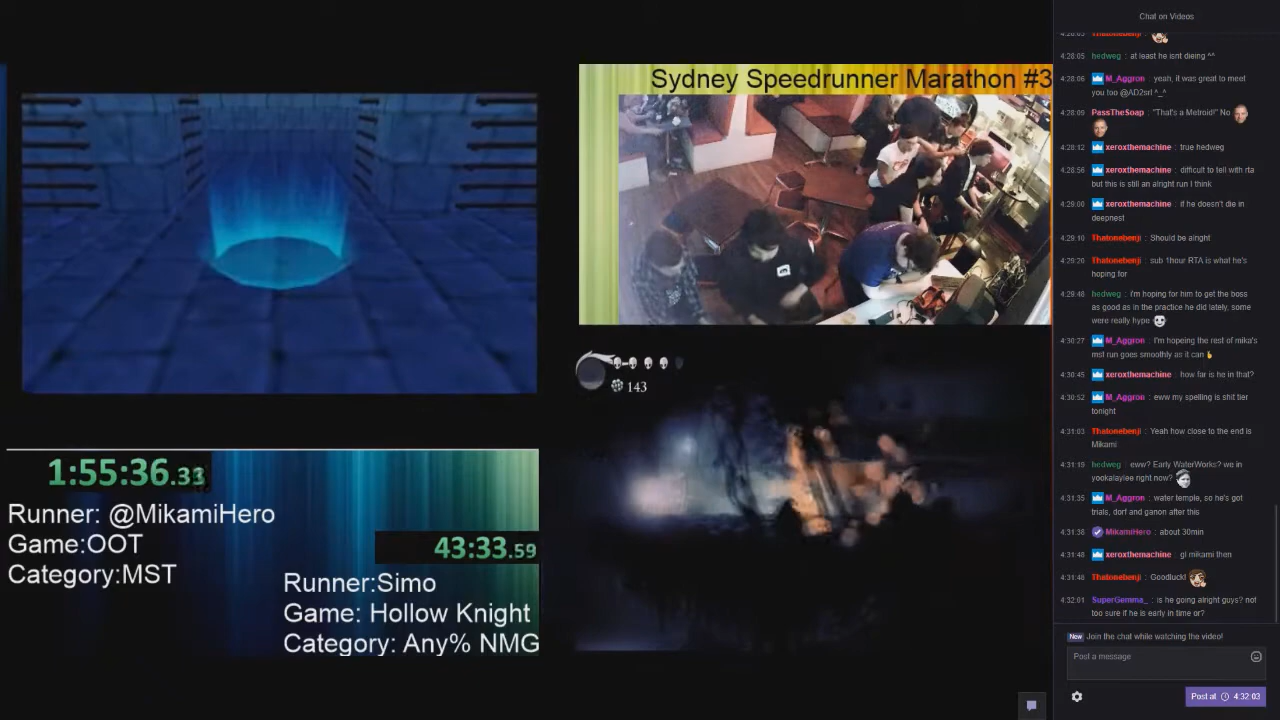 Sydney Speedrunner Marathon #3
143
1:55:36.33
Runner: @MikamiHero
Game:OOT
Category:MST
43:33.59
Runner:Simo
Game: Hollow Knight
Category: Any% NMG
Chat on Videos
4:28:03 Thatonebenji :
4:28:05 hedweg : at least he isnt dieing ^^
4:28:06 M_Aggron : yeah, it was great to meet
you too @AD2srl ^_^
4:28:09 PassTheSoap : "That's a Metroid!" No
4:28:12 xeroxthemachine : true hedweg
4:28:56 xeroxthemachine : difficult to tell with rta
but this is still an alright run I think
4:29:00 xeroxthemachine : if he doesn't die in
deepnest
4:29:10 Thatonebenji : Should be alright
4:29:26 Thatonebenji : sub 1hour RTA is what he's
hoping for
4:29:48 hedweg : i'm hoping for him to get the boss
as good as in the practice he did lately, some
were really hype
4:30:27 M_Aggron : I'm hopeing the rest of mika's
mst run goes smoothly as it can
4:30:45 xeroxthemachine : how far is he in that?
4:30:52 M_Aggron : eww my spelling is shit tier
tonight
4:31:03 Thatonebenji : Yeah how close to the end is
Mikami
4:31:19 hedweg : eww? Early WaterWorks? we in
yookalaylee right now?
4:31:35 M_Aggron : water temple, so he's got
trials, dorf and ganon after this
4:31:36 MikamiHero : about 30min
4:31:48 xeroxthemachine : gl mikami then
4:31:48 Thatonebenji : Goodluck!
4:32:01 SuperGemma_ : is he going alright guys? not
too sure if he is early in time or?
New Join the chat while watching the video!
Post a message
Post at 4:32:03